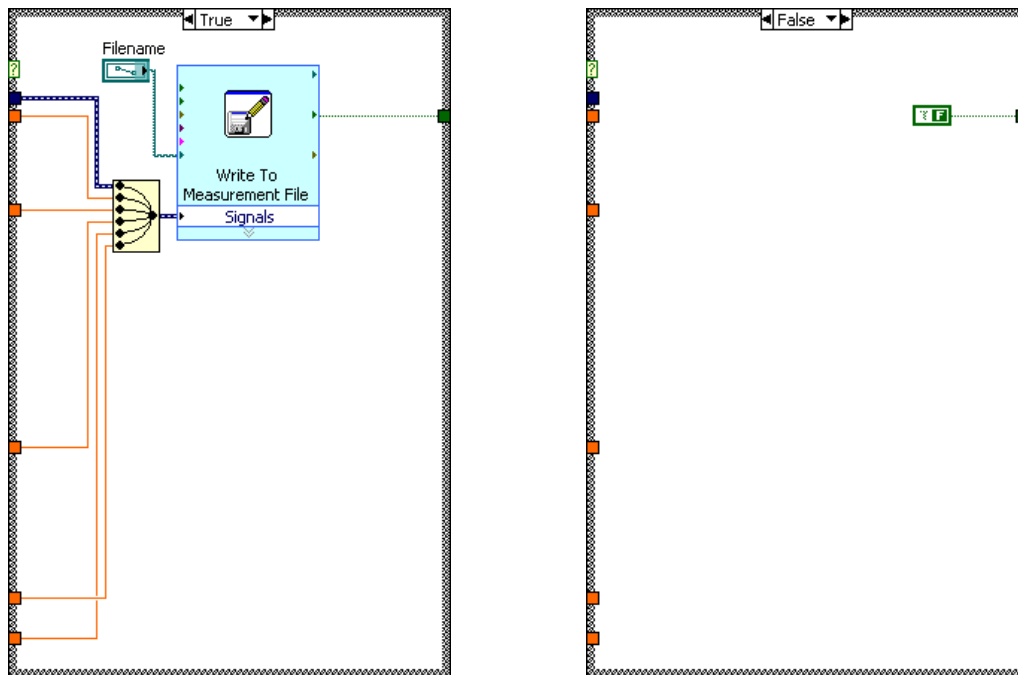 True
False
Filename
?
?
F
Write To
Measurement File
Signals